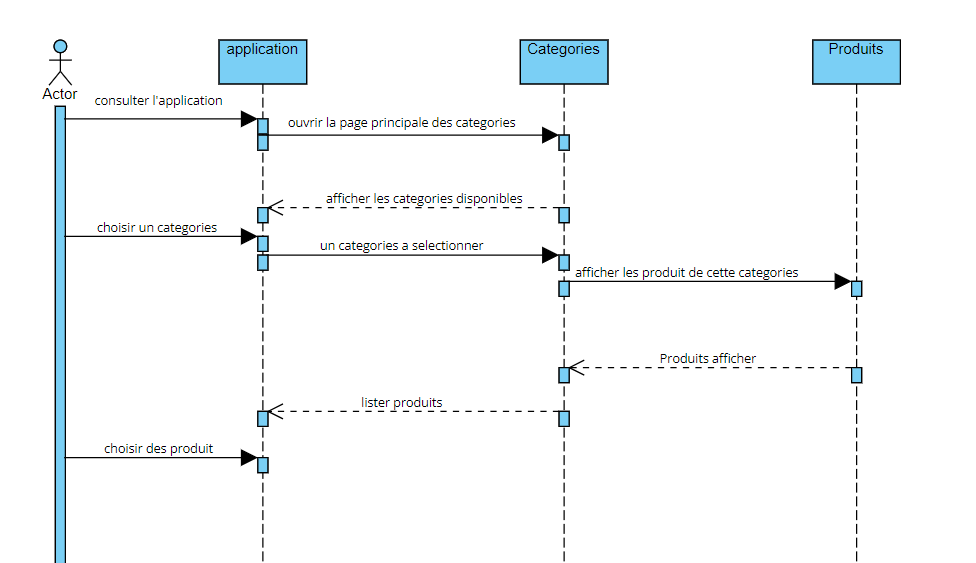 application
Categories
Produits
Actor
consulter l'application
ouvrir la page principale des categories
afficher les categories disponibles
choisir un categories
un categories a selectionner
afficher les produit de cette categories
Produits afficher
lister produits
choisir des produit